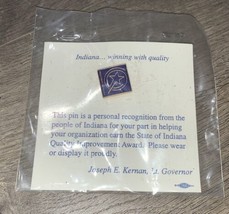 Indiana... winning with quality
This pin is a personal recognition from the
people of Indiana for your part in helping
your organization earn the State of Indiana
Quality Improvement Award. Please wear
or display it proudly.
Joseph E. Kernan, Lt. Governor